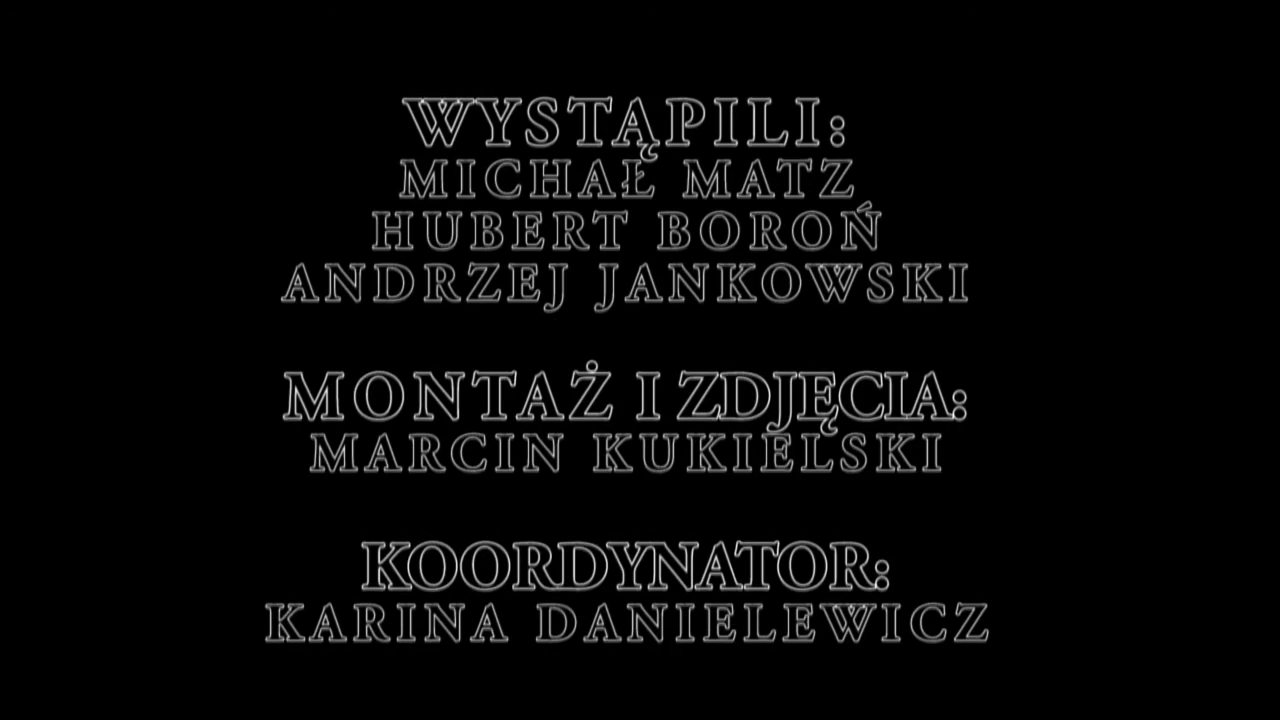 WYSTĄPILI:
MICHAŁ MATZ
HUBERT BOROŃ
ANDRZEJ JANKOWSKI
MONTAŻ I ZDJĘCIA:
MARCIN KUKIELSKI
KOORDYNATOR:
KARINA DANIELEWICZ